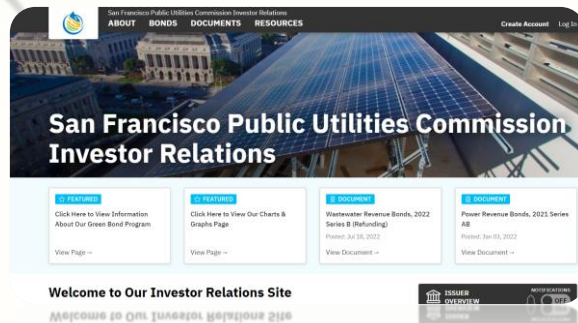 San Francisco Public Utilities Commission Investor Relations
ABOUT BONDS DOCUMENTS RESOURCES
Create Account Log In
San Francisco Public Utilities Commission
Investor Relations
FEATURED
Click Here to View Information
About Our Green Bond Program
View Page →
FEATURED
Click Here to View Our Charts &
Graphs Page
View Page →
DOCUMENT
Wastewater Revenue Bonds, 2022
Series B (Refunding)
Posted: Jul 18, 2022
View Document →
DOCUMENT
Power Revenue Bonds, 2021 Series
AB
Posted: Jan 03, 2022
View Document →
Welcome to Our Investor Relations Site
ISSUER
OVERVIEW
NOTIFICATIONS
OFF